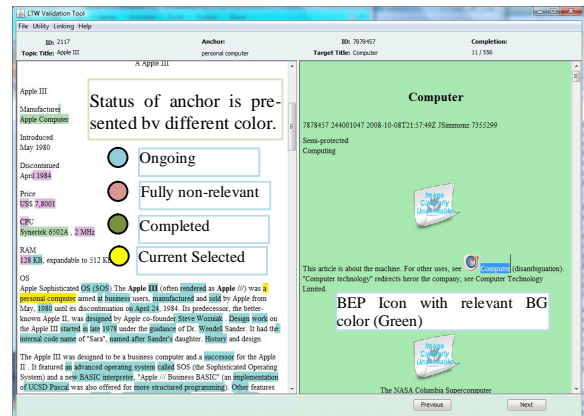 LTW Validation Tool
File Utility Linking Help
ID: 2117 Anchor: ID: 7878457 Completion:
Topic Title: Apple III personal computer Target Title: Computer 11 / 556
A Apple III
Apple III
Manufacturer
Apple Computer
Introduced
May 1980
Discontinued
April 1984
Price
US$ 7,8001
CPU
Synertek 6502A , 2 MHz
RAM
128 KB, expandable to 512 KB
OS
Apple Sophisticated OS (SOS) The Apple III (often rendered as Apple ///) was a
personal computer aimed at business users, manufactured and sold by Apple from
May, 1980 until its discontinuation on April 24, 1984. Its predecessor, the better-
known Apple II, was designed by Apple co-founder Steve Wozniak . Design work on
the Apple III started in late 1978 under the guidance of Dr. Wendell Sander. It had the
internal code name of "Sara", named after Sander's daughter. History and design
The Apple III was designed to be a business computer and a successor for the Apple
II . It featured an advanced operating system called SOS (the Sophisticated Operating
System) and a new BASIC interpreter, "Apple /// Business BASIC" (an implementation
of UCSD Pascal was also offered for more structured programming). Other features
Status of anchor is pre-
sented by different color.
Ongoing
Fully non-relevant
Completed
Current Selected
Computer
7878457 244001047 2008-10-08T21:57:49Z JSimmonz 7355299
Semi-protected
Computing
Image
Currently
Unavailable
This article is about the machine. For other uses, see Computer (disambiguation).
"Computer technology" redirects heror the company, see Computer Technology
Limited.
BEP Icon with relevant BG
color (Green)
Image
Currently
Unavailable
The NASA Columbia Supercomputer
Previous Next